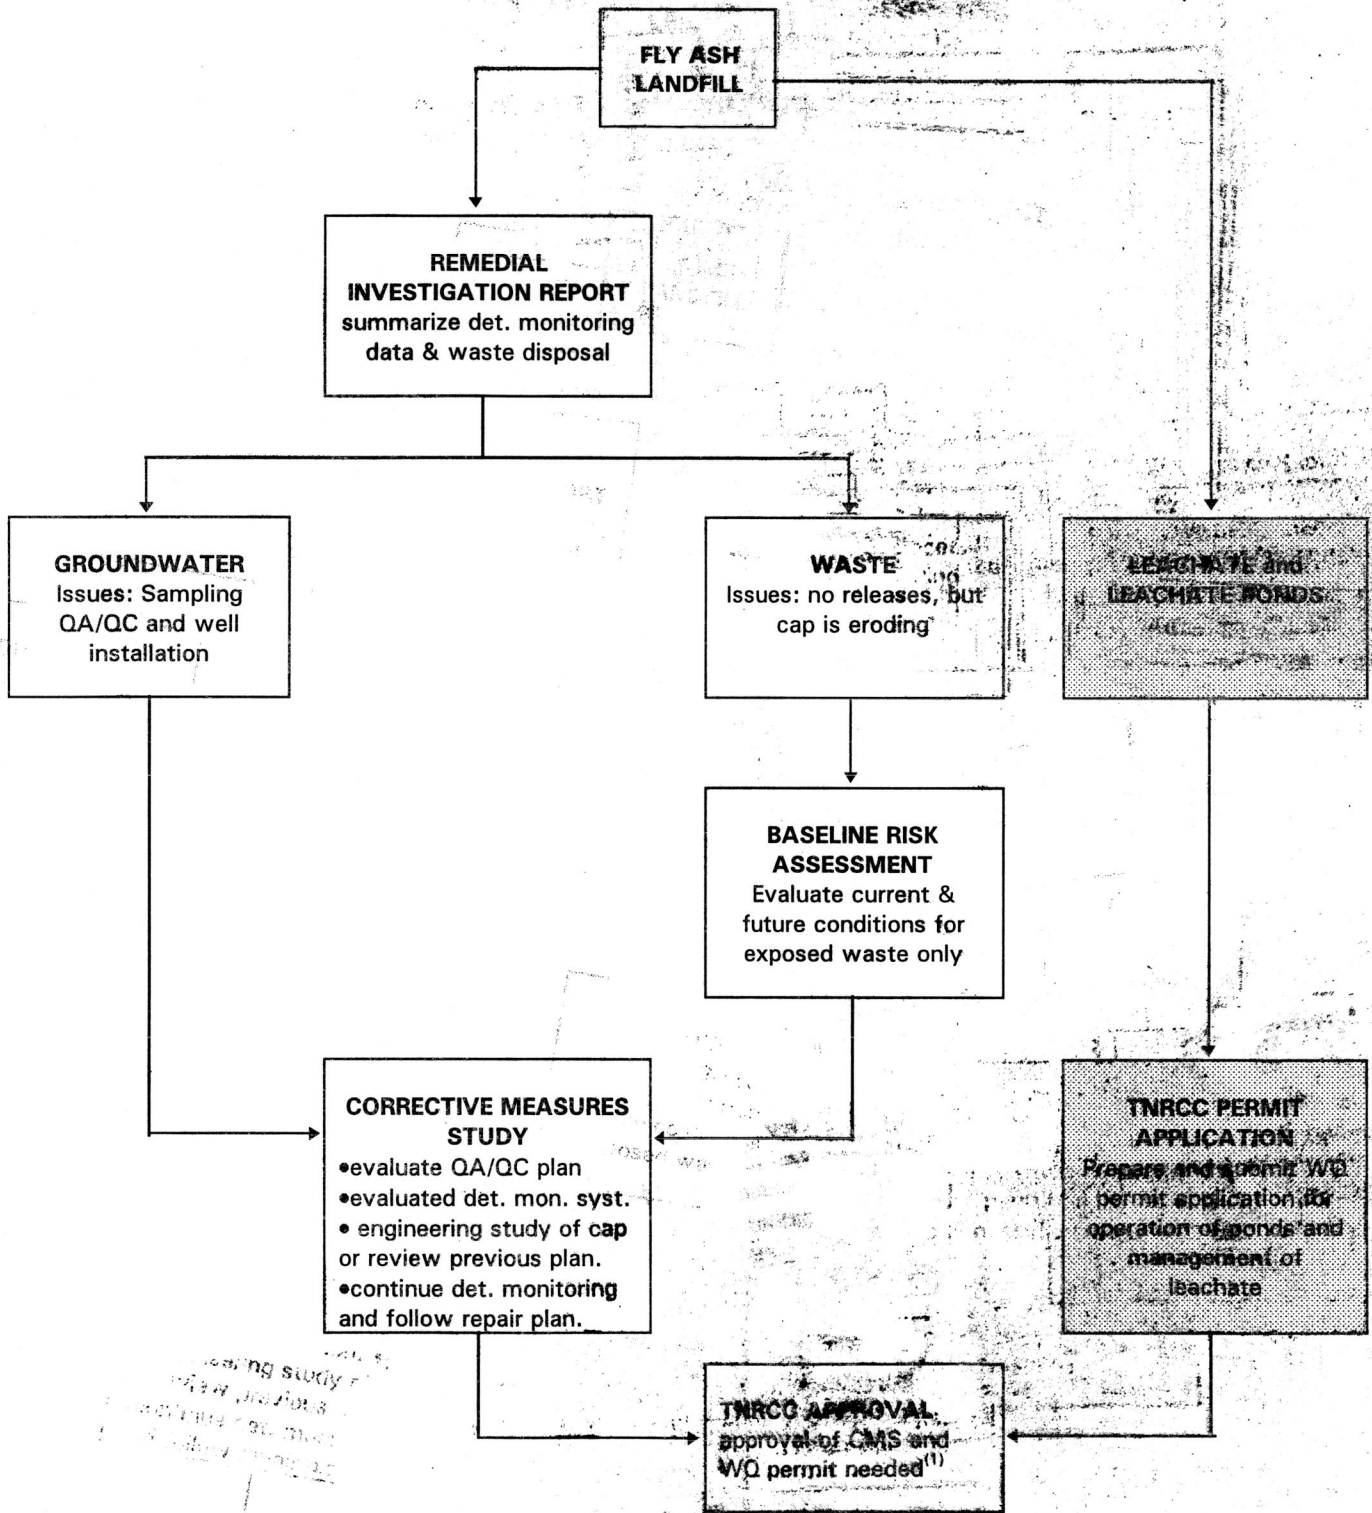 FLY ASH
LANDFILL
REMEDIAL
INVESTIGATION REPORT
summarize det. monitoring
data & waste disposal
GROUNDWATER
Issues: Sampling
QA/QC and well
installation
WASTE
Issues: no releases, but
cap is eroding
LEACHATE and
LEACHATE PONDS
BASELINE RISK
ASSESSMENT
Evaluate current &
future conditions for
exposed waste only
CORRECTIVE MEASURES
STUDY
•evaluate QA/QC plan
•evaluated det. mon. syst.
• engineering study of cap
or review previous plan.
•continue det. monitoring
and follow repair plan.
TNRCC PERMIT
APPLICATION
Prepare and submit WQ
permit application for
operation of ponds and
management of
leachate
TNRCC APPROVAL
approval of CMS and
WQ permit needed(1)
ering study